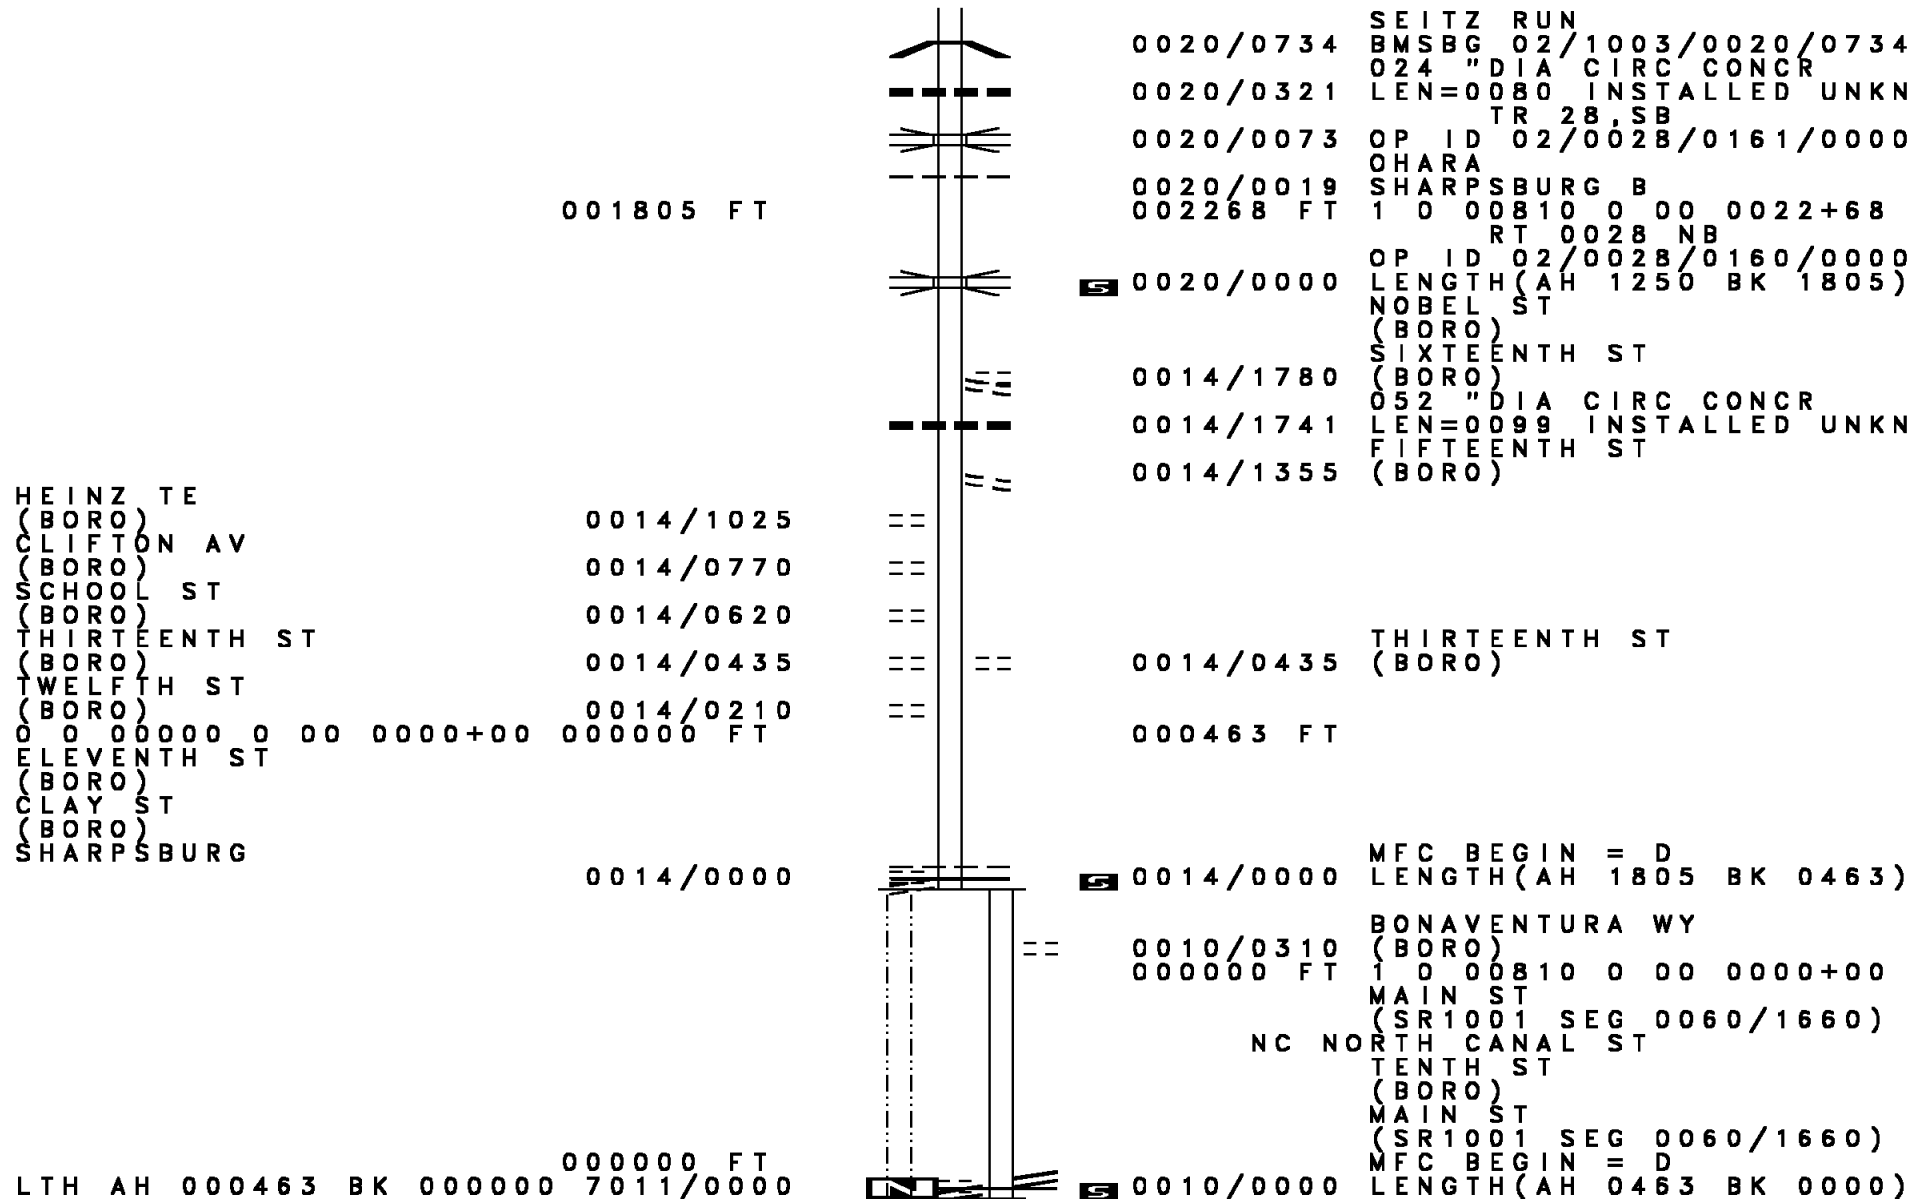 SEITZ RUN
0020/0734 BMSBG 02/1003/0020/0734
024 "DIA CIRC CONCR
0020/0321 LEN=0080 INSTALLED UNKN
TR 28,SB
0020/0073 OP ID 02/0028/0161/0000
OHARA
0020/0019 SHARPSBURG B
001805 FT 002268 FT 1 0 00810 0 00 0022+68
RT 0028 NB
OP ID 02/0028/0160/0000
S 0020/0000 LENGTH(AH 1250 BK 1805)
NOBEL ST
(BORO)
SIXTEENTH ST
0014/1780 (BORO)
052 "DIA CIRC CONCR
0014/1741 LEN=0099 INSTALLED UNKN
FIFTEENTH ST
0014/1355 (BORO)
HEINZ TE
(BORO) 0014/1025
CLIFTON AV
(BORO) 0014/0770
SCHOOL ST
(BORO) 0014/0620
THIRTEENTH ST THIRTEENTH ST
(BORO) 0014/0435 0014/0435 (BORO)
TWELFTH ST
(BORO) 0014/0210
0 0 00000 0 00 0000+00 000000 FT 000463 FT
ELEVENTH ST
(BORO)
CLAY ST
(BORO)
SHARPSBURG MFC BEGIN = D
0014/0000 S 0014/0000 LENGTH(AH 1805 BK 0463)
BONAVENTURA WY
0010/0310 (BORO)
000000 FT 1 0 00810 0 00 0000+00
MAIN ST
(SR1001 SEG 0060/1660)
NC NORTH CANAL ST
TENTH ST
(BORO)
MAIN ST
(SR1001 SEG 0060/1660)
000000 FT MFC BEGIN = D
LTH AH 000463 BK 000000 7011/0000 S 0010/0000 LENGTH(AH 0463 BK 0000)